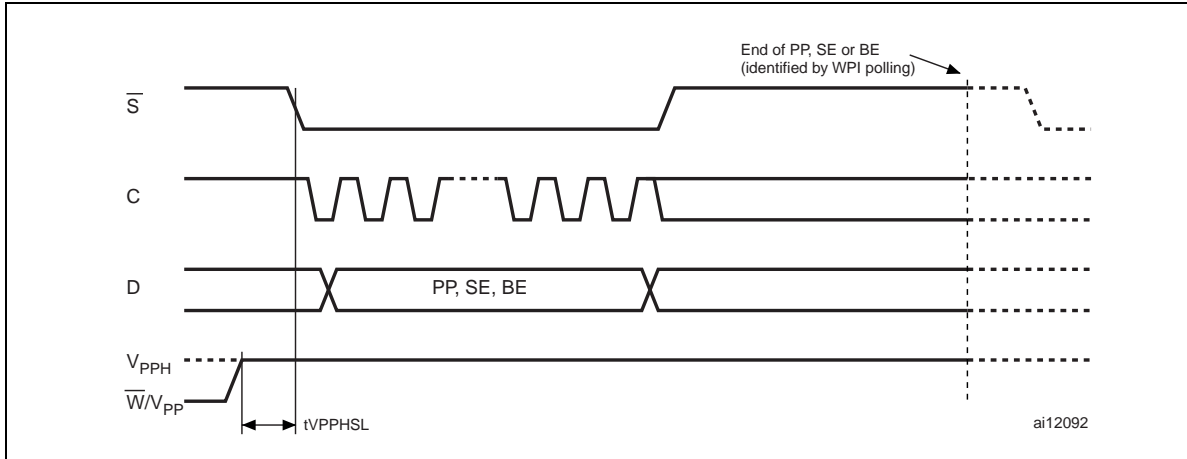 End of PP, SE or BE
(identified by WPI polling)
S
C
D
PP, SE, BE
VPPH
W/VPP
tVPPHSL
ai12092